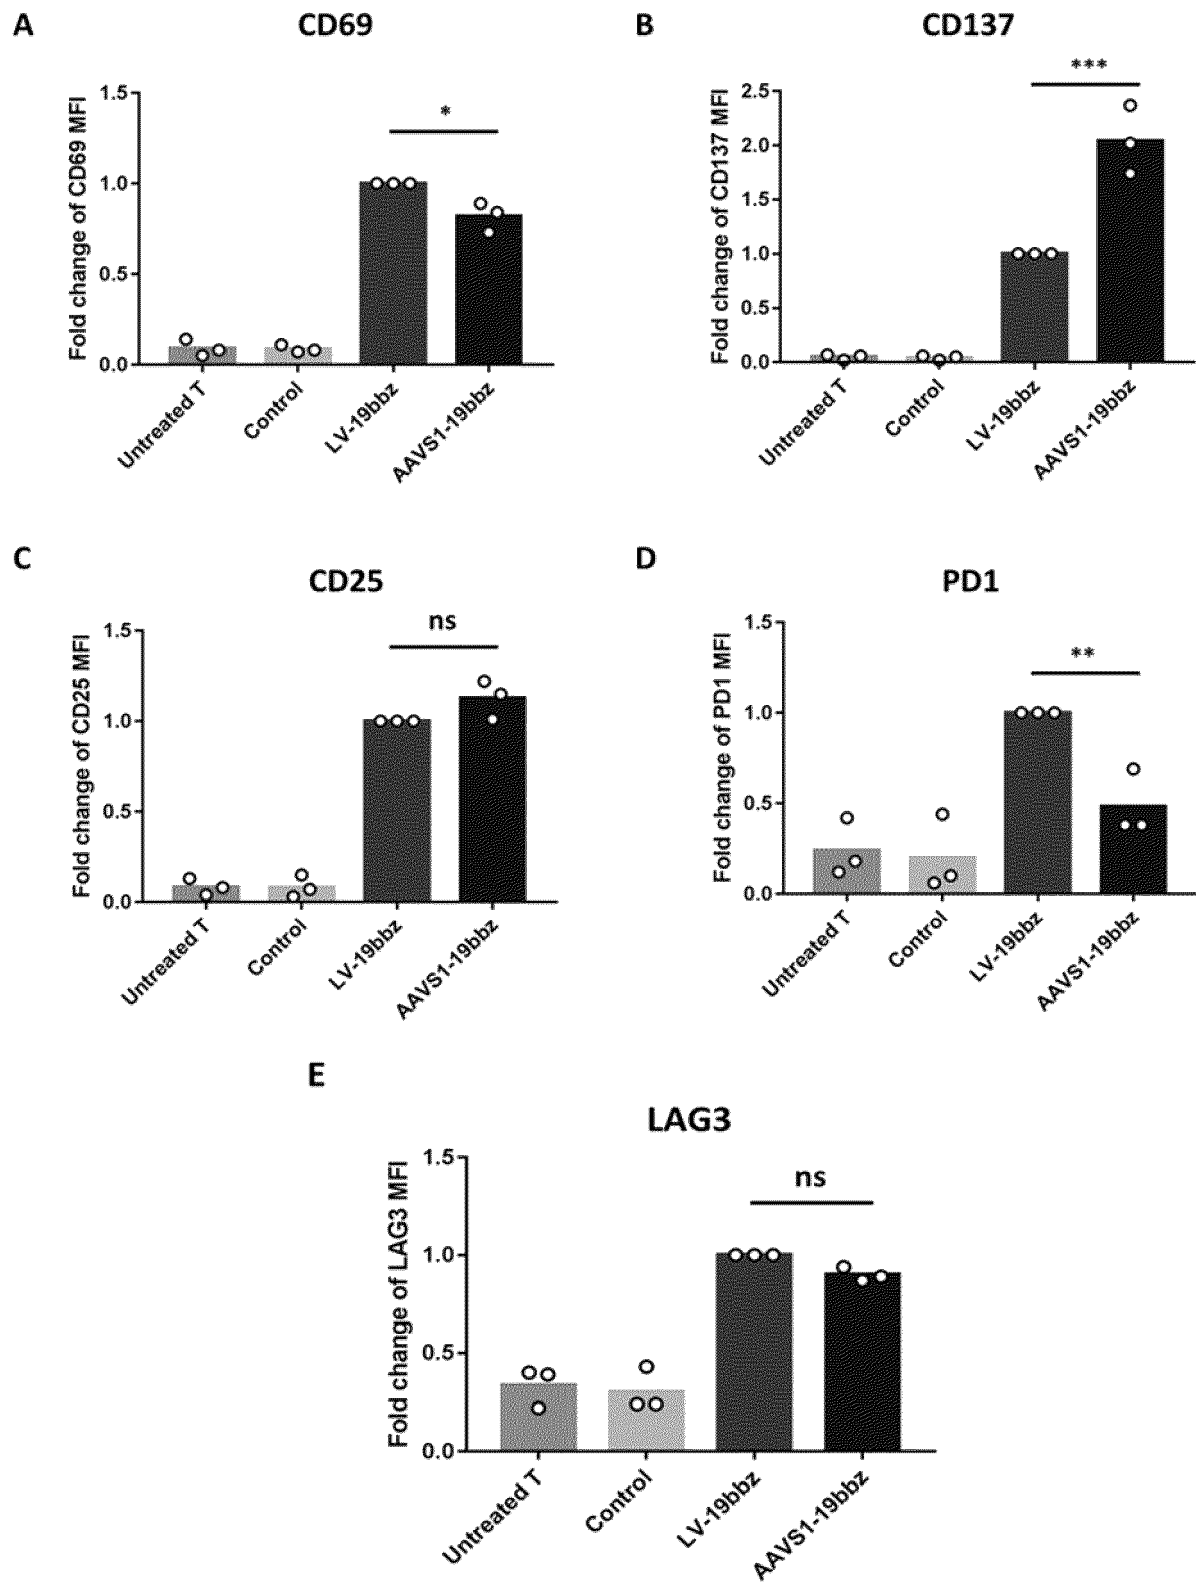 A
CD69
Fold change of CD69 MFI
1.5
1.0
0.5
0.0
*
Untreated T
Control
LV-19bbz
AAVS1-19bbz
B
CD137
Fold change of CD137 MFI
2.5
2.0
1.5
1.0
0.5
0.0
***
Untreated T
Control
LV-19bbz
AAVS1-19bbz
C
CD25
Fold change of CD25 MFI
1.5
1.0
0.5
0.0
ns
Untreated T
Control
LV-19bbz
AAVS1-19bbz
D
PD1
Fold change of PD1 MFI
1.5
1.0
0.5
0.0
**
Untreated T
Control
LV-19bbz
AAVS1-19bbz
E
LAG3
Fold change of LAG3 MFI
1.5
1.0
0.5
0.0
ns
Untreated T
Control
LV-19bbz
AAVS1-19bbz